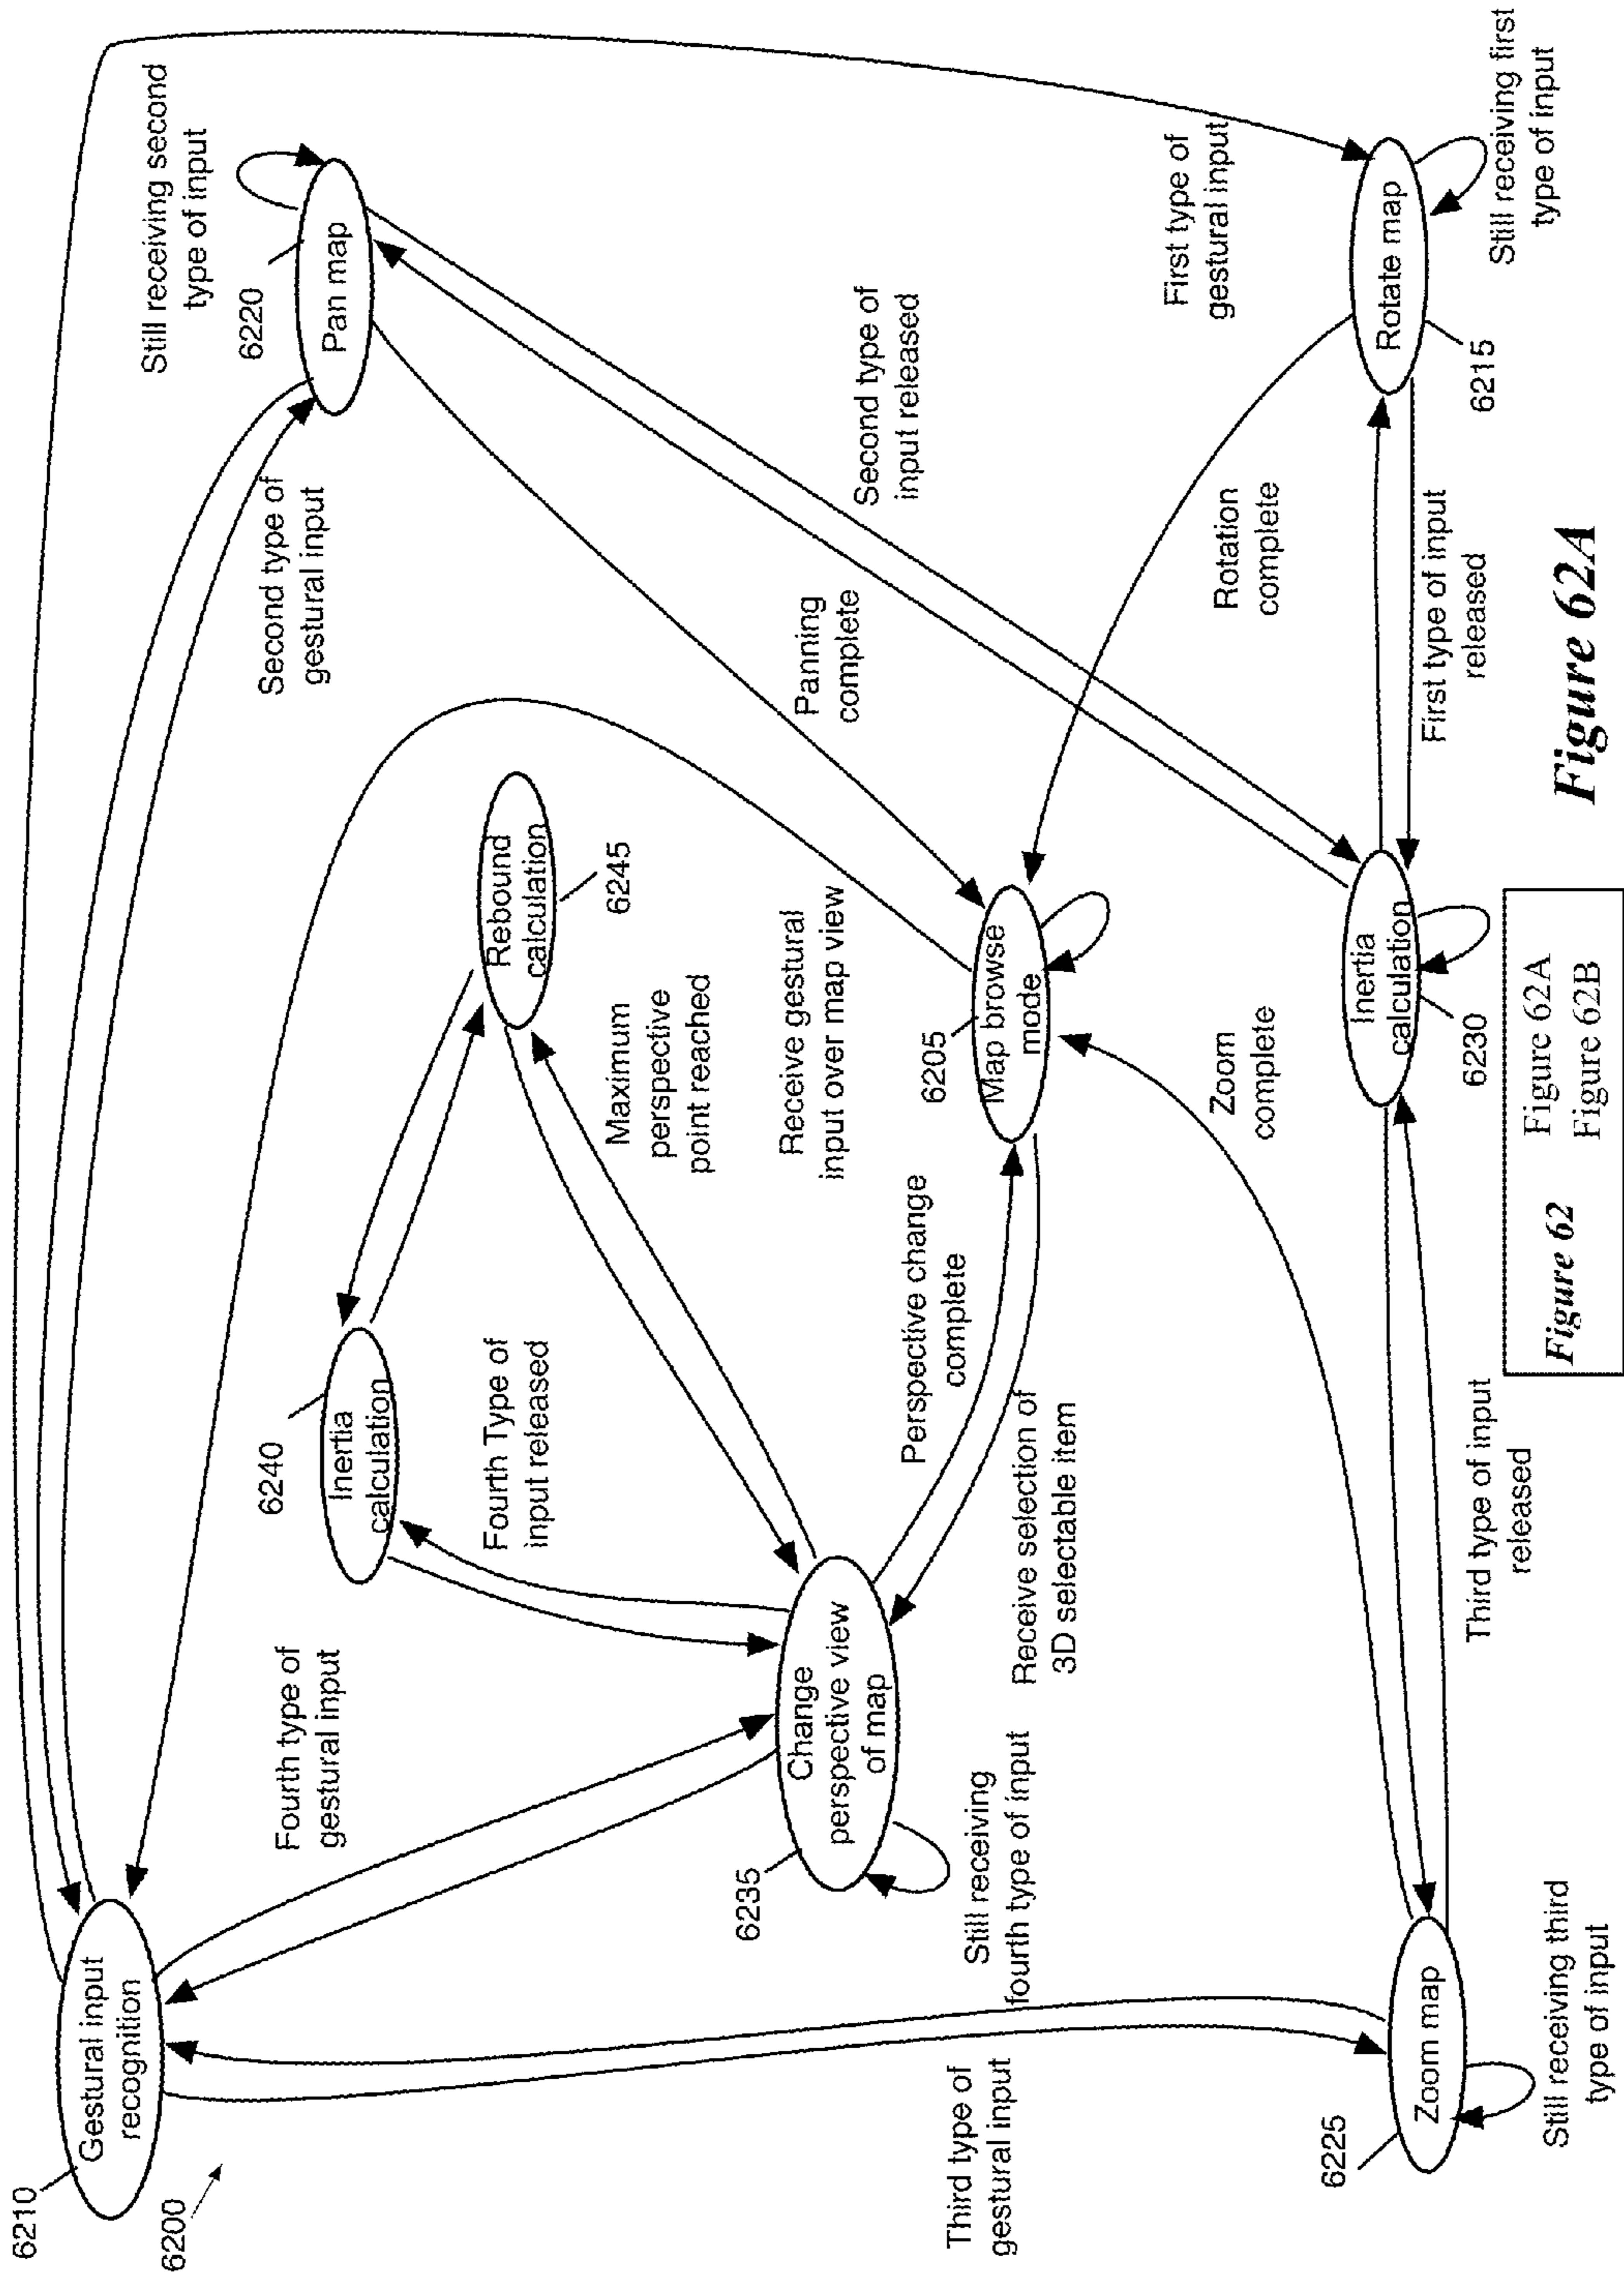 6210
Gestural input
recognition
6200
Still receiving second
type of input
6220
Pan map
Second type of
gestural input
Fourth type of
gestural input
6240
Inertia
calculation
Fourth Type of
input released
Rebound
calculation
6245
Maximum
perspective
point reached
Receive gestural
input over map view
Panning
complete
Second type of
input released
First type of
gestural input
6235
Change
perspective view
of map
Still receiving
fourth type of input
Perspective change
complete
Receive selection of
3D selectable item
6205
Map browse
mode
Rotation
complete
Zoom
complete
Third type of
gestural input
6225
Zoom map
Still receiving third
type of input
Third type of input
released
Inertia
calculation
6230
First type of input
released
Rotate map
6215
Still receiving first
type of input
Figure 62
Figure 62A
Figure 62B
Figure 62A